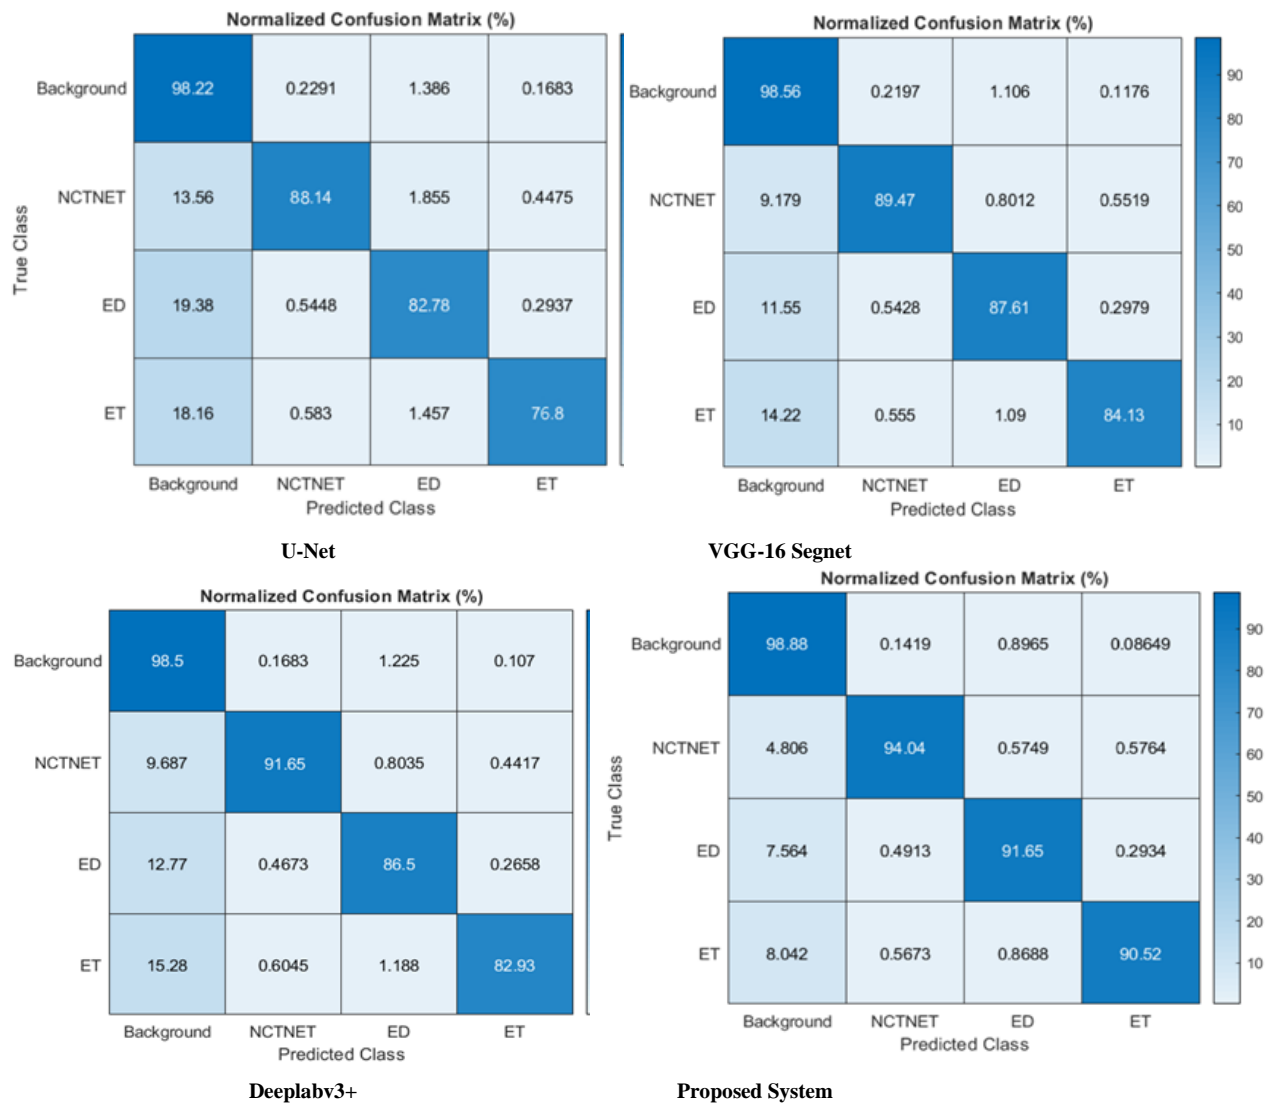 Normalized Confusion Matrix (%)
Background 98.22 0.2291 1.386 0.1683
NCTNET 13.56 88.14 1.855 0.4475
ED 19.38 0.5448 82.78 0.2937
ET 18.16 0.583 1.457 76.8
True Class
Background NCTNET ED ET
Predicted Class
U-Net
Normalized Confusion Matrix (%)
Background 98.56 0.2197 1.106 0.1176
NCTNET 9.179 89.47 0.8012 0.5519
ED 11.55 0.5428 87.61 0.2979
ET 14.22 0.555 1.09 84.13
Background NCTNET ED ET
Predicted Class
90
80
70
60
50
40
30
20
10
VGG-16 Segnet
Normalized Confusion Matrix (%)
Background 98.5 0.1683 1.225 0.107
NCTNET 9.687 91.65 0.8035 0.4417
ED 12.77 0.4673 86.5 0.2658
ET 15.28 0.6045 1.188 82.93
Background NCTNET ED ET
Predicted Class
Deeplabv3+
Normalized Confusion Matrix (%)
Background 98.88 0.1419 0.8965 0.08649
NCTNET 4.806 94.04 0.5749 0.5764
ED 7.564 0.4913 91.65 0.2934
ET 8.042 0.5673 0.8688 90.52
True Class
Background NCTNET ED ET
Predicted Class
90
80
70
60
50
40
30
20
10
Proposed System